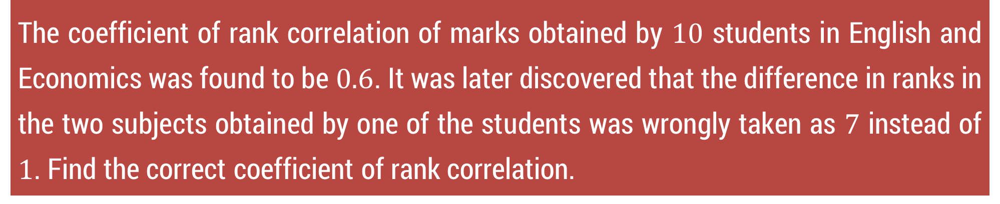 The coefficient of rank correlation of marks obtained by 10 students in English and
Economics was found to be 0.6. It was later discovered that the difference in ranks in
the two subjects obtained by one of the students was wrongly taken as 7 instead of
1. Find the correct coefficient of rank correlation.